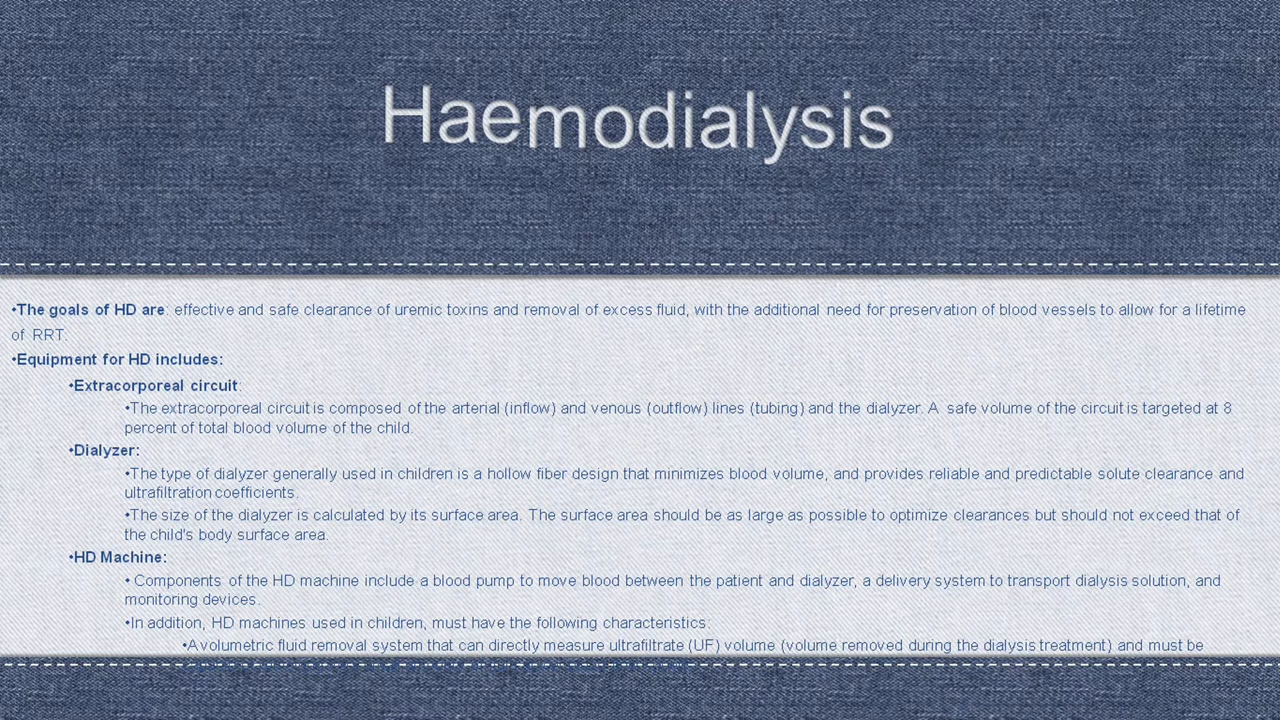 Haemodialysis
•The goals of HD are: effective and safe clearance of uremic toxins and removal of excess fluid, with the additional need for preservation of blood vessels to allow for a lifetime
of RRT.
•Equipment for HD includes:
•Extracorporeal circuit:
•The extracorporeal circuit is composed of the arterial (inflow) and venous (outflow) lines (tubing) and the dialyzer. A safe volume of the circuit is targeted at 8
percent of total blood volume of the child.
•Dialyzer:
•The type of dialyzer generally used in children is a hollow fiber design that minimizes blood volume, and provides reliable and predictable solute clearance and
ultrafiltration coefficients.
•The size of the dialyzer is calculated by its surface area. The surface area should be as large as possible to optimize clearances but should not exceed that of
the child's body surface area.
•HD Machine:
• Components of the HD machine include a blood pump to move blood between the patient and dialyzer, a delivery system to transport dialysis solution, and
monitoring devices.
•In addition, HD machines used in children, must have the following characteristics:
•A volumetric fluid removal system that can directly measure ultrafiltrate (UF) volume (volume removed during the dialysis treatment) and must be